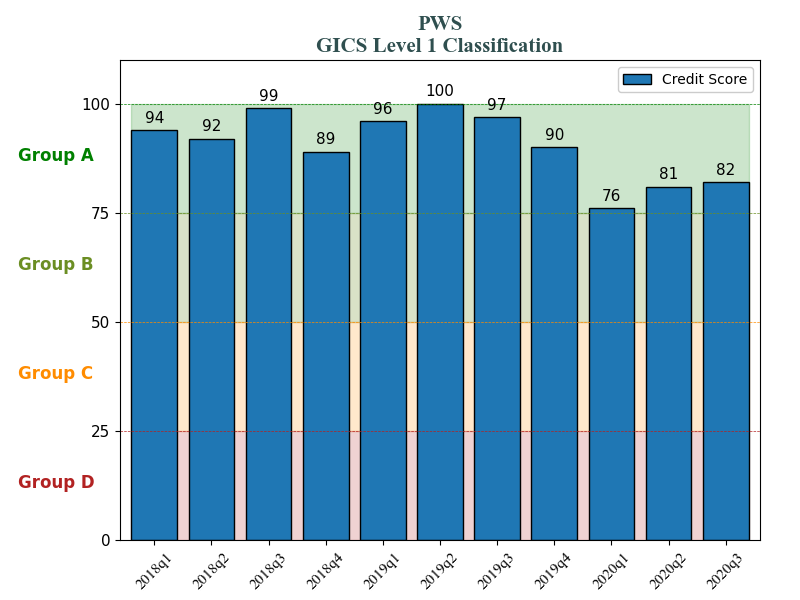 PWS
GICS Level 1 Classification
Credit Score
100
75
50
25
0
Group A
Group B
Group C
Group D
94
92
99
89
96
100
97
90
76
81
82
2018q1
2018q2
2018q3
2018q4
2019q1
2019q2
2019q3
2019q4
2020q1
2020q2
2020q3